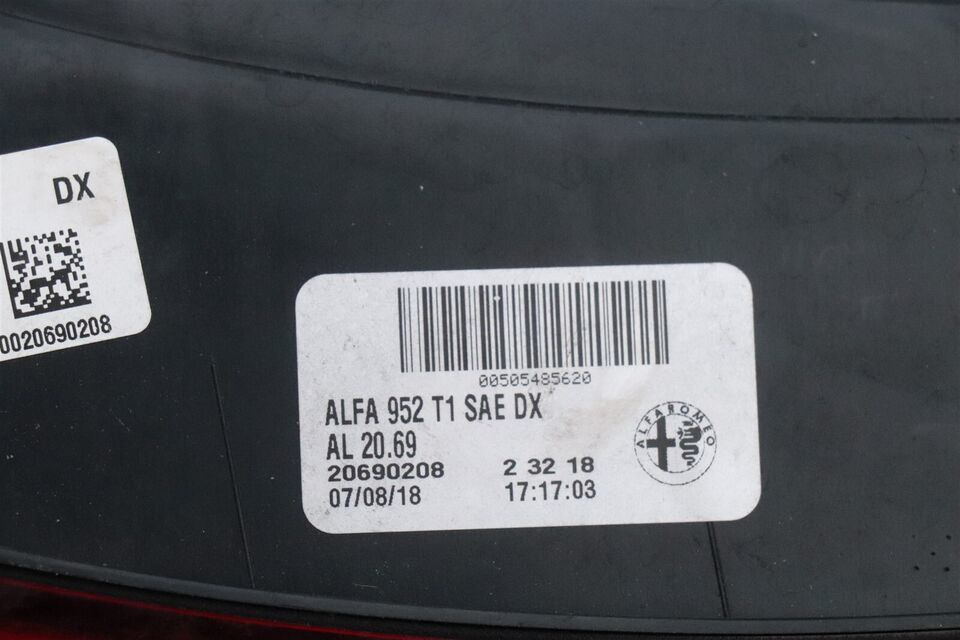 DX
0020690208
00505485620
ALFA 952 T1 SAE DX
AL 20.69
20690208 2 32 18
07/08/18 17:17:03
ALFA ROMEO